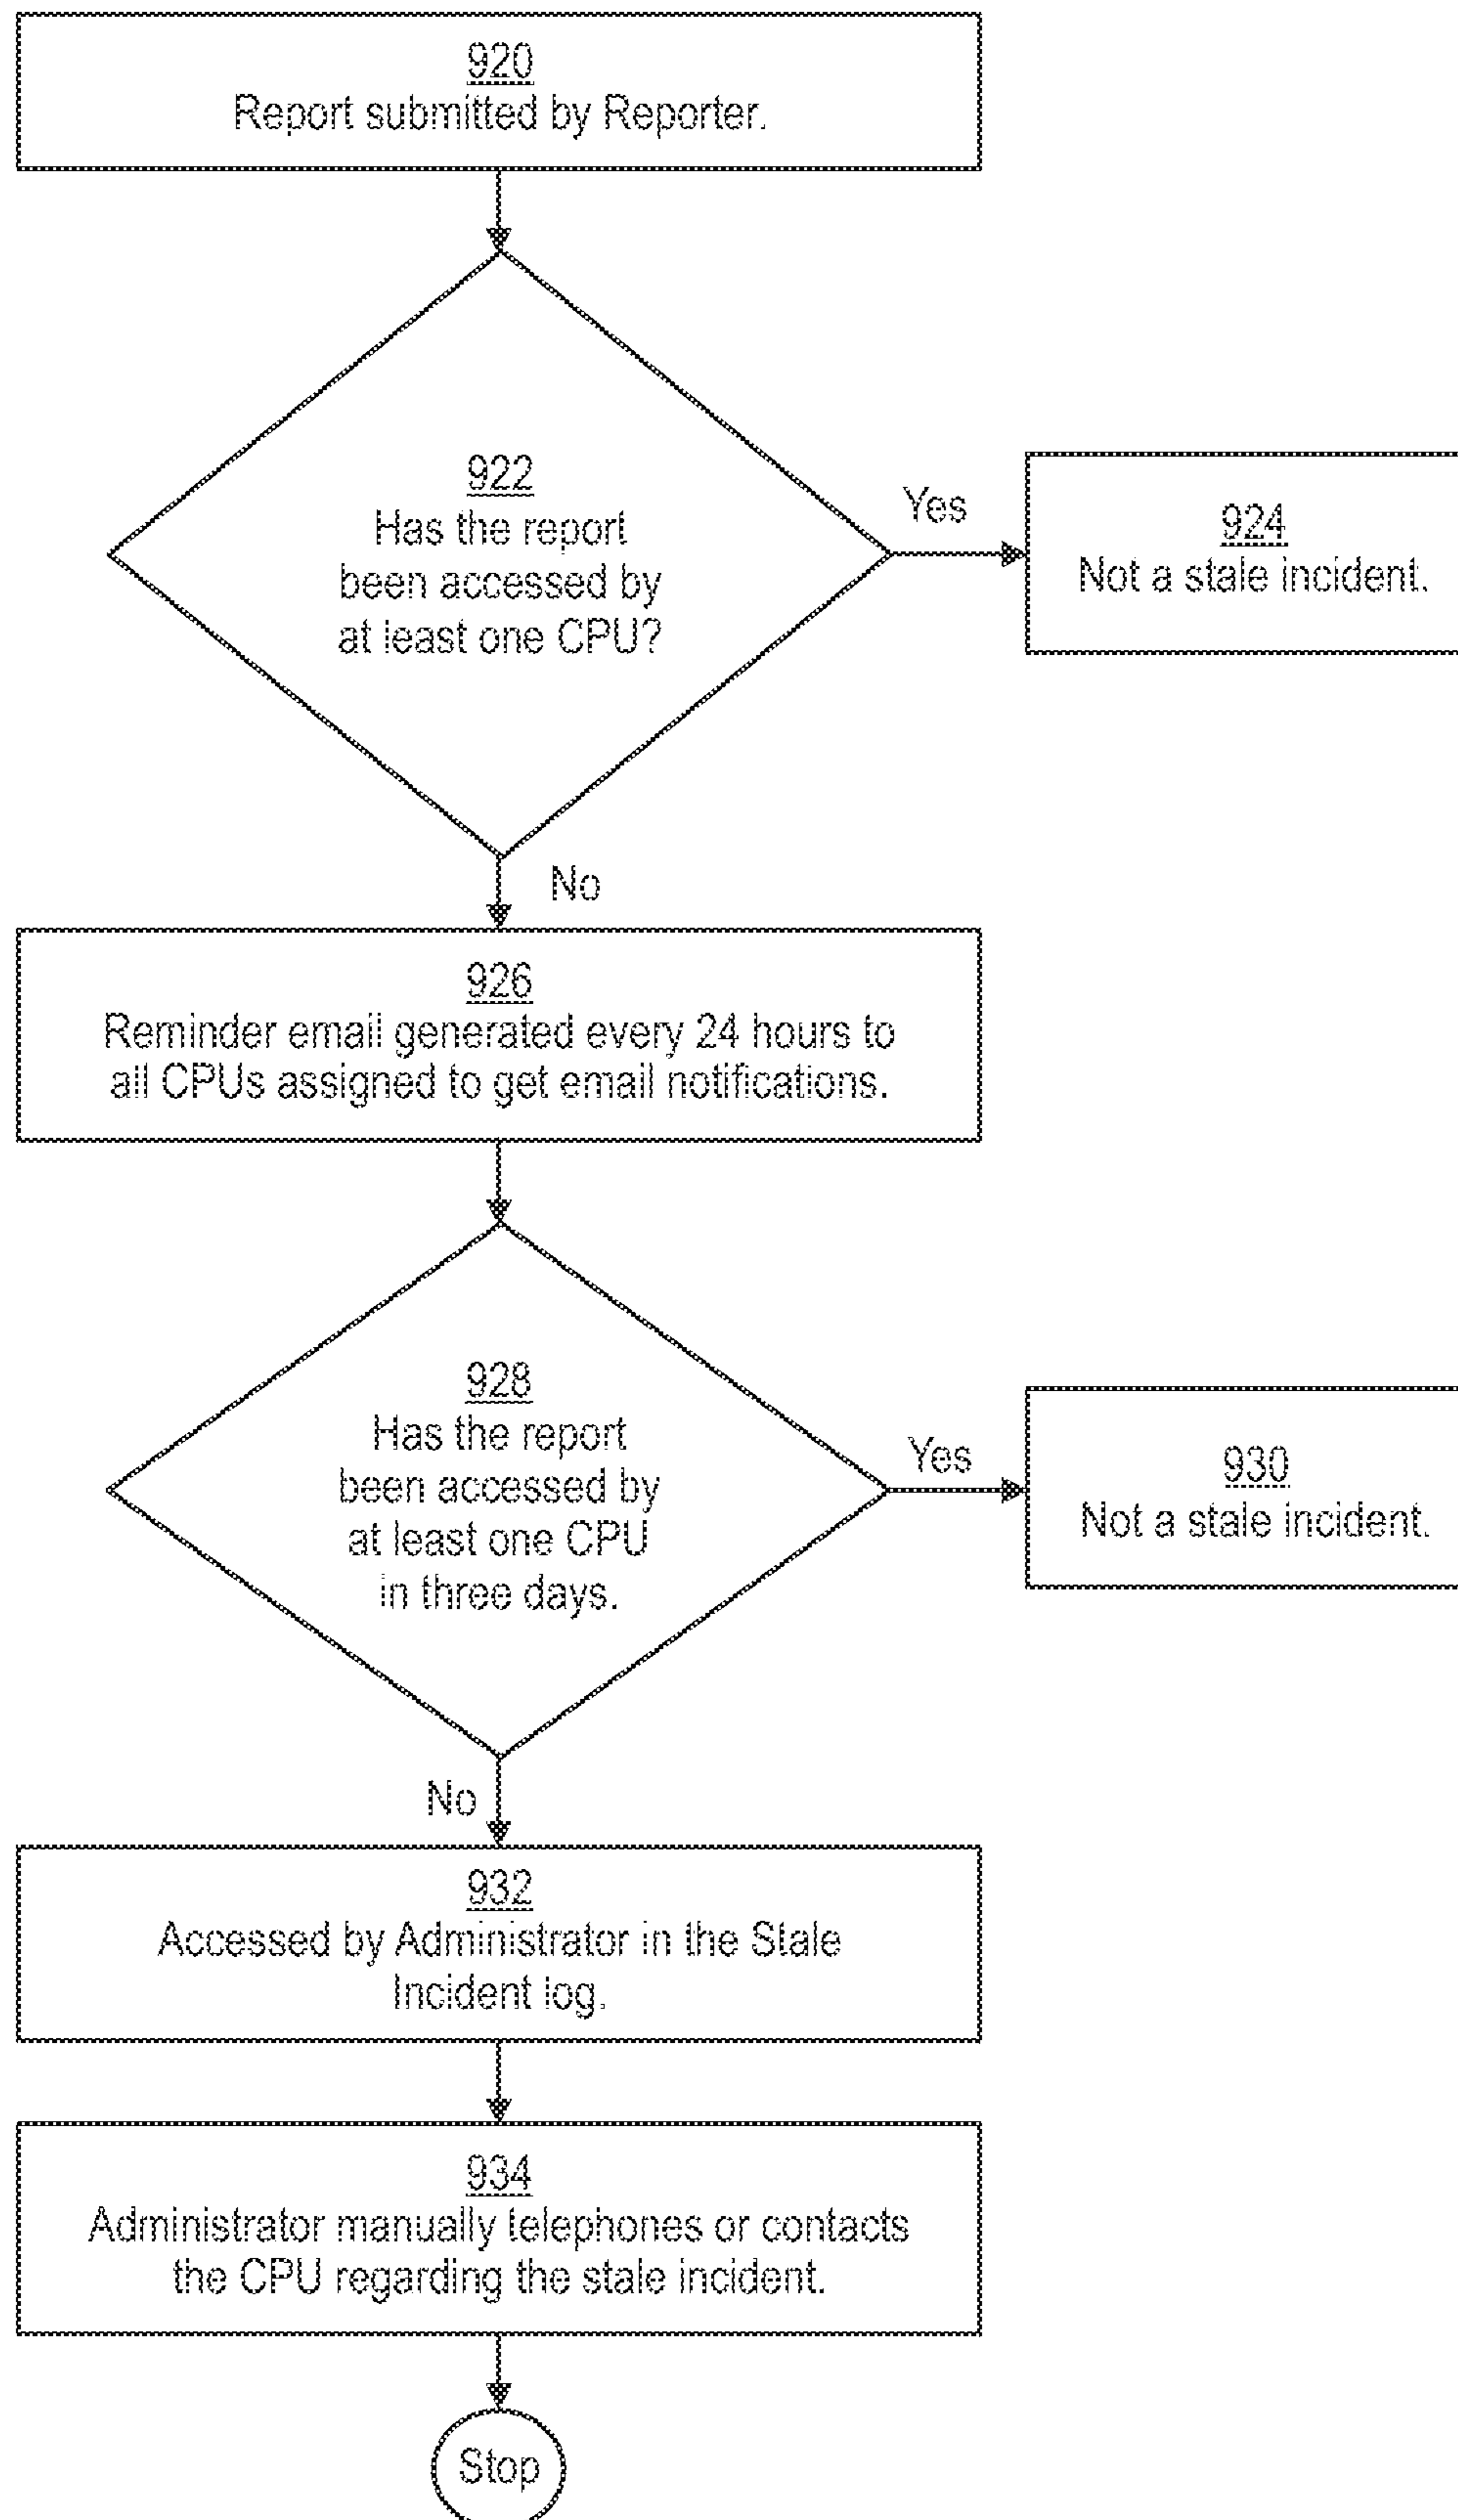 920
Report submitted by Reporter.
922
Has the report
been accessed by
at least one CPU?
Yes
924
Not a stale incident.
No
926
Reminder email generated every 24 hours to
all CPUs assigned to get email notifications.
928
Has the report
been accessed by
at least one CPU
in three days.
Yes
930
Not a stale incident.
No
932
Accessed by Administrator in the Stale
Incident log.
934
Administrator manually telephones or contacts
the CPU regarding the stale incident.
Stop